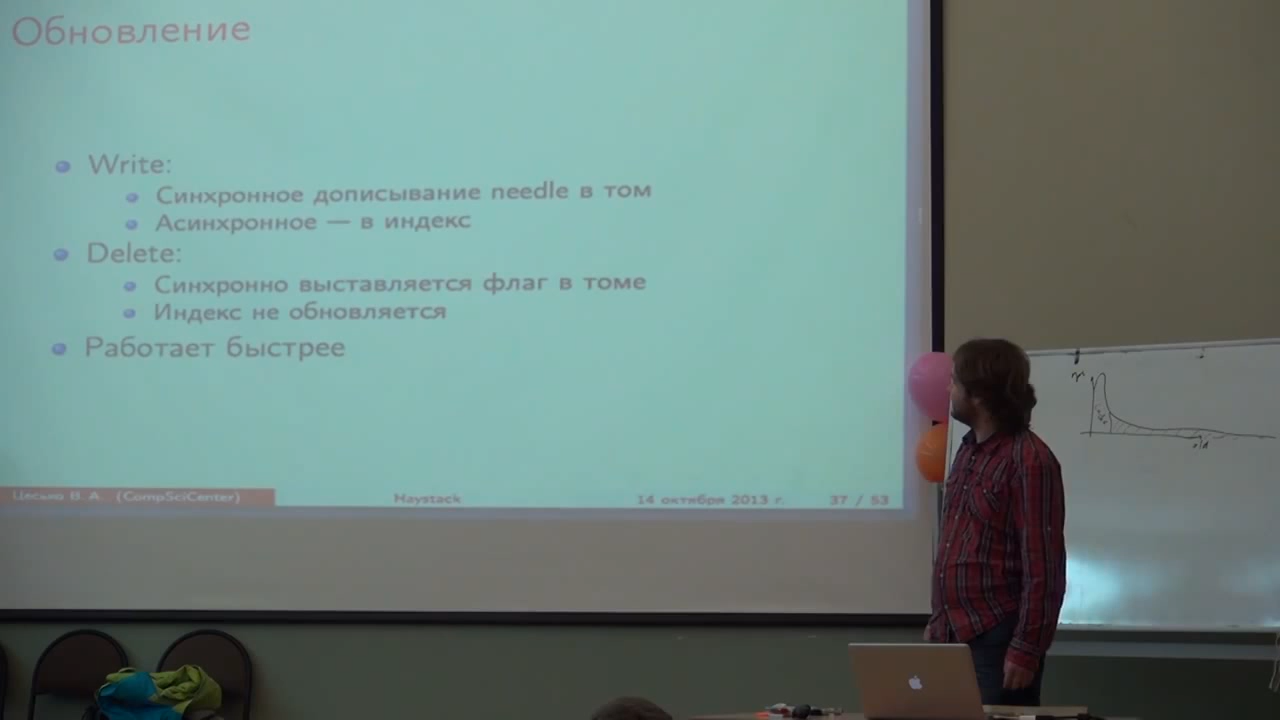 Обновление
Write:
Синхронное дописывание needle в том
Асинхронное — в индекс
Delete:
Синхронно выставляется флаг в томе
Индекс не обновляется
Работает быстрее
Цесько В. А. (CompSciCenter) Haystack 14 октября 2013 г. 37 / 53